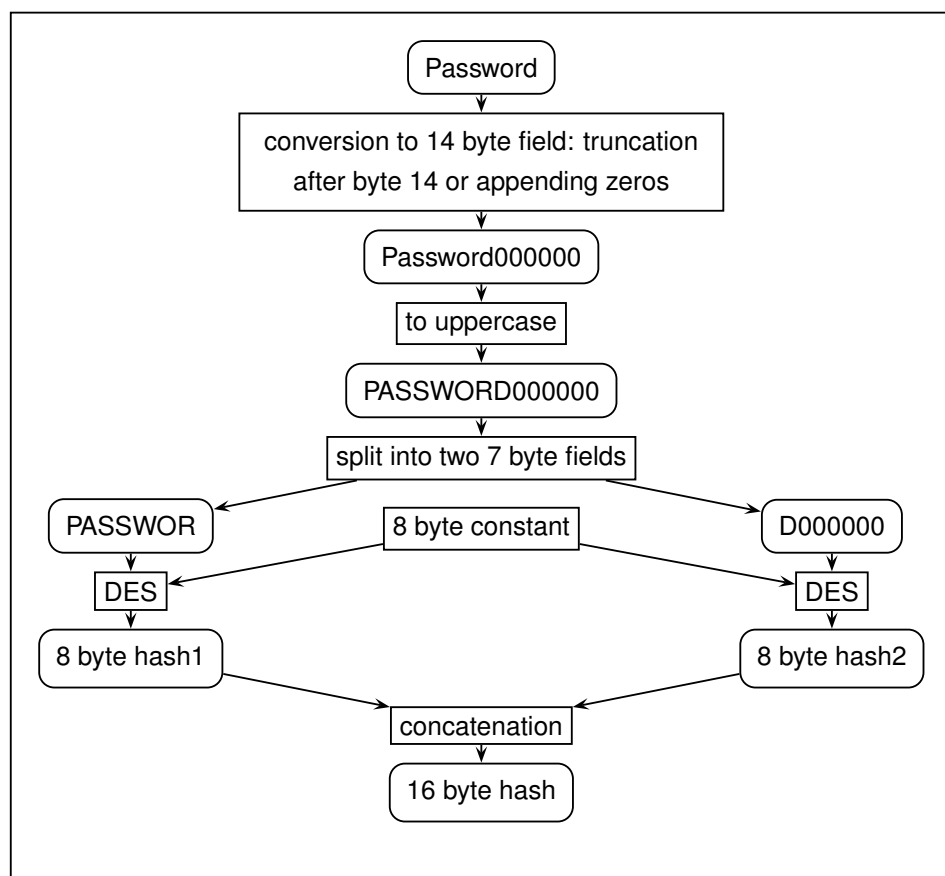 Password
conversion to 14 byte field: truncation
after byte 14 or appending zeros
Password000000
to uppercase
PASSWORD000000
split into two 7 byte fields
PASSWOR
8 byte constant
D000000
DES
DES
8 byte hash1
8 byte hash2
concatenation
16 byte hash